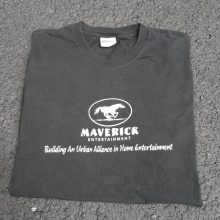 MAVERICK
ENTERTAINMENT
Building An Urban Alliance in Home Entertainment